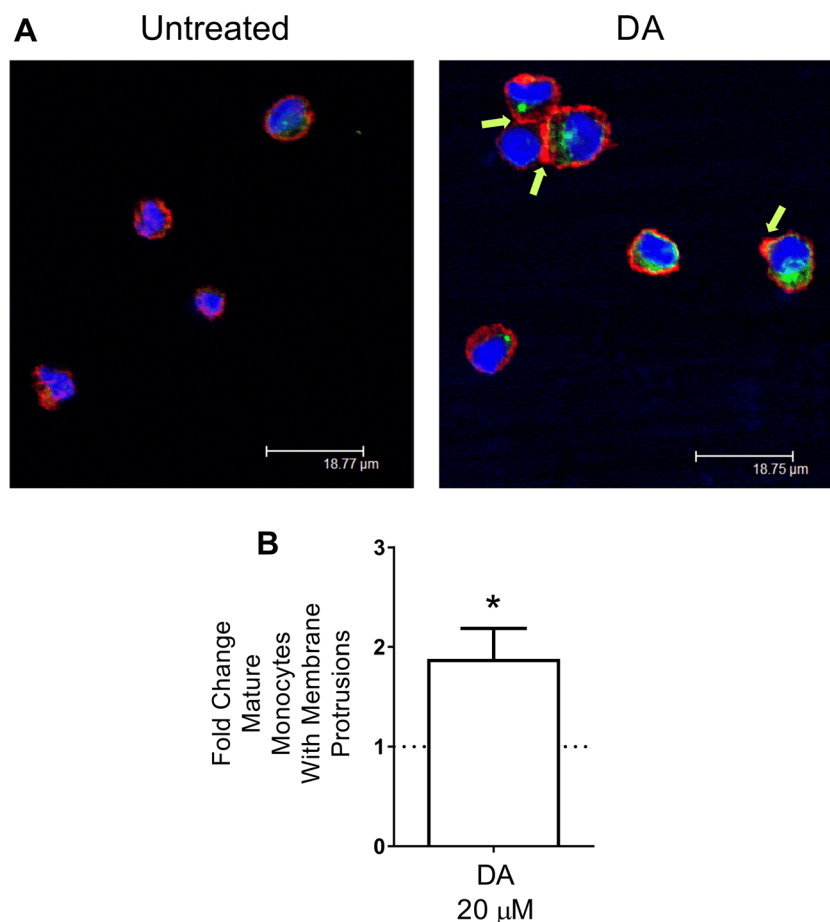 A
Untreated
DA
18.77 µm
18.75 µm
B
Fold Change
Mature
Monocytes
With Membrane
Protrusions
3
2
1
0
*
DA
20 µM